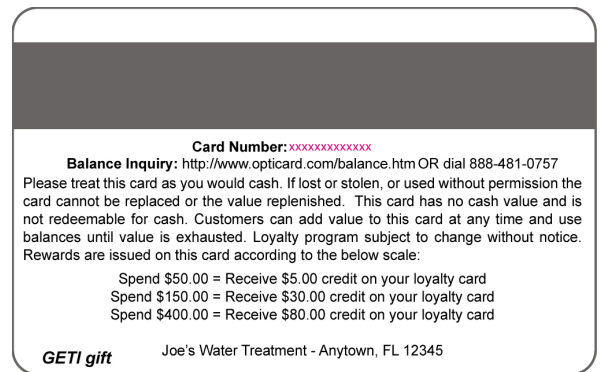 Card Number:xxxxxxxxxxxxx
Balance Inquiry: http://www.opticard.com/balance.htm OR dial 888-481-0757
Please treat this card as you would cash. If lost or stolen, or used without permission the
card cannot be replaced or the value replenished. This card has no cash value and is
not redeemable for cash. Customers can add value to this card at any time and use
balances until value is exhausted. Loyalty program subject to change without notice.
Rewards are issued on this card according to the below scale:
Spend $50.00 = Receive $5.00 credit on your loyalty card
Spend $150.00 = Receive $30.00 credit on your loyalty card
Spend $400.00 = Receive $80.00 credit on your loyalty card
Joe's Water Treatment - Anytown, FL 12345
GETI gift